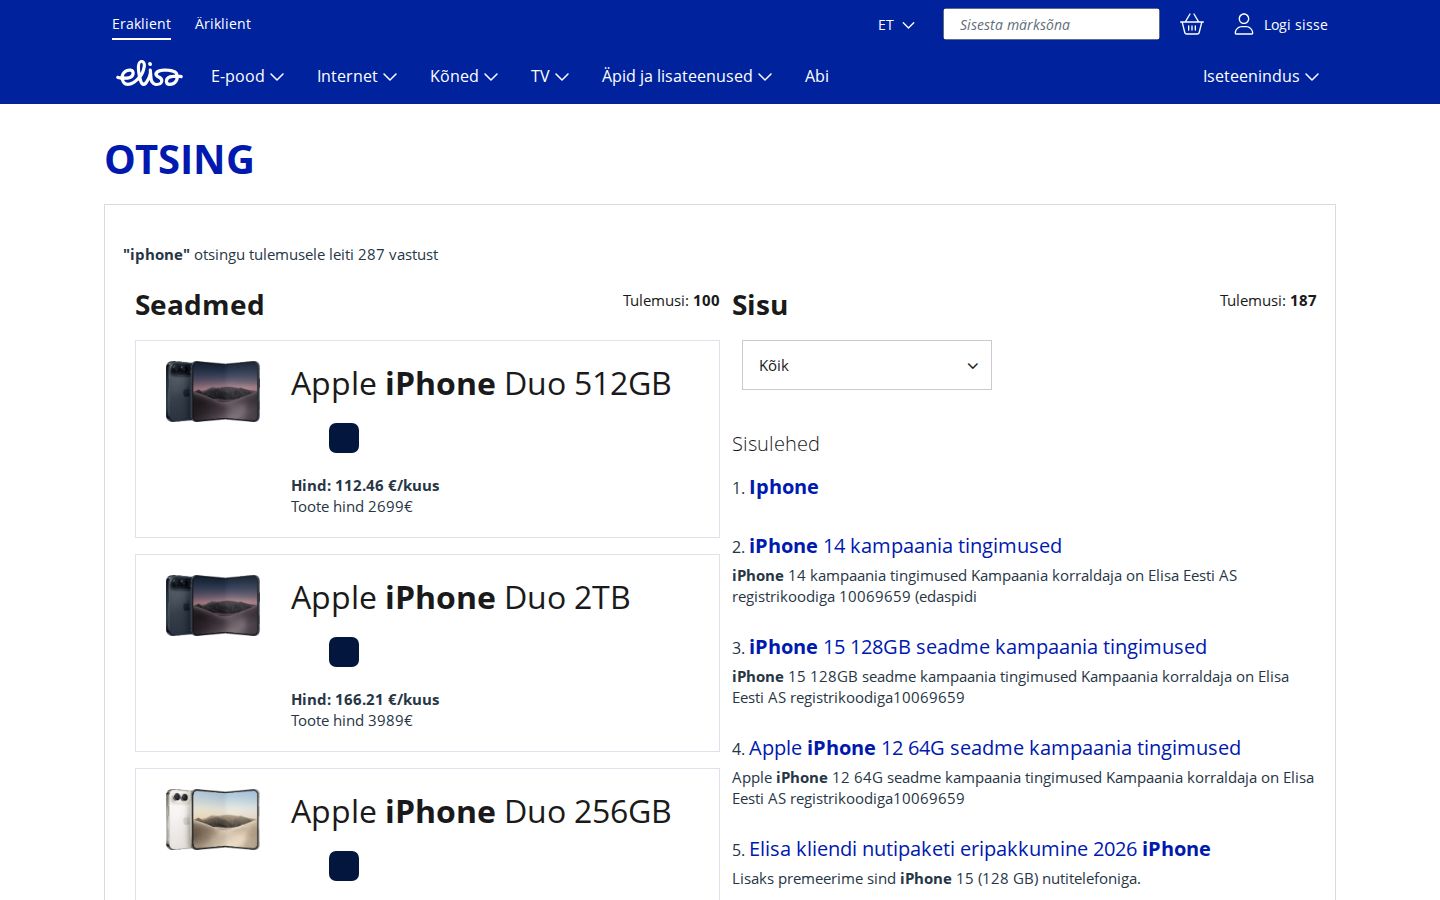 Eraklient
Äriklient
ET
Sisesta märksõna
Logi sisse
elisa
E-pood
Internet
Kõned
TV
Äpid ja lisateenused
Abi
Iseteenindus
OTSING
"iphone" otsingu tulemusele leiti 287 vastust
Seadmed
Tulemusi: 100
Apple iPhone Duo 512GB
Hind: 112.46 €/kuus
Toote hind 2699€
Apple iPhone Duo 2TB
Hind: 166.21 €/kuus
Toote hind 3989€
Apple iPhone Duo 256GB
Sisu
Tulemusi: 187
Kõik
Sisulehed
1. Iphone
2. iPhone 14 kampaania tingimused
iPhone 14 kampaania tingimused Kampaania korraldaja on Elisa Eesti AS
registrikoodiga 10069659 (edaspidi
3. iPhone 15 128GB seadme kampaania tingimused
iPhone 15 128GB seadme kampaania tingimused Kampaania korraldaja on Elisa
Eesti AS registrikoodiga10069659
4. Apple iPhone 12 64G seadme kampaania tingimused
Apple iPhone 12 64G seadme kampaania tingimused Kampaania korraldaja on Elisa
Eesti AS registrikoodiga10069659
5. Elisa kliendi nutipaketi eripakkumine 2026 iPhone
Lisaks premeerime sind iPhone 15 (128 GB) nutitelefoniga.